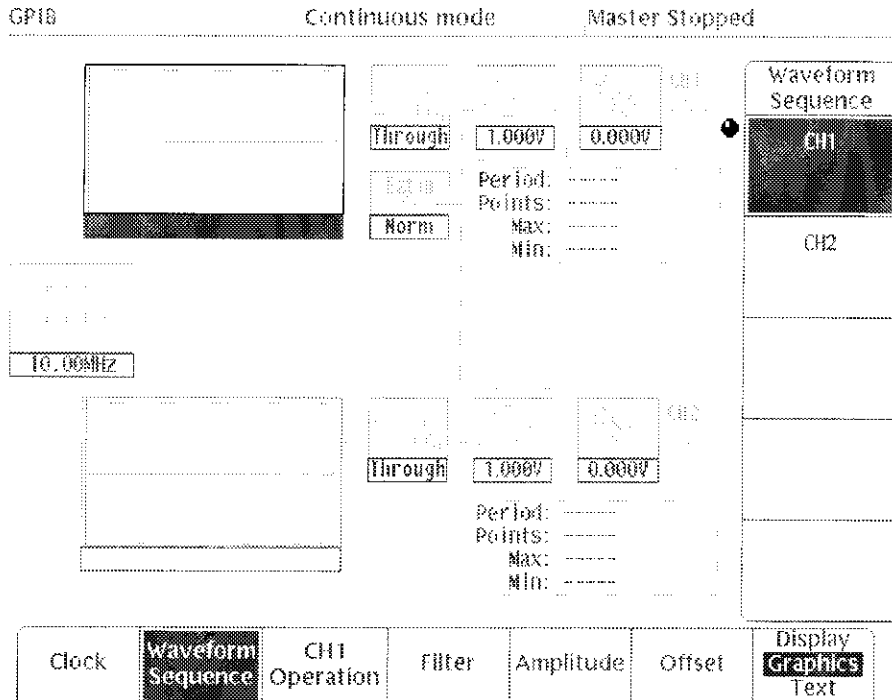 GPIB Continuous mode Master Stopped
Waveform
Sequence
CH1
CH1
Through 1.000V 0.000V
Period: ------
Points: ------
Norm Max: ------
Min: ------
CH2
10.00MHz
CH2
Through 1.000V 0.000V
Period: ------
Points: ------
Max: ------
Min: ------
Clock
Waveform
Sequence
CH1
Operation
Filter
Amplitude
Offset
Display
Graphics
Text